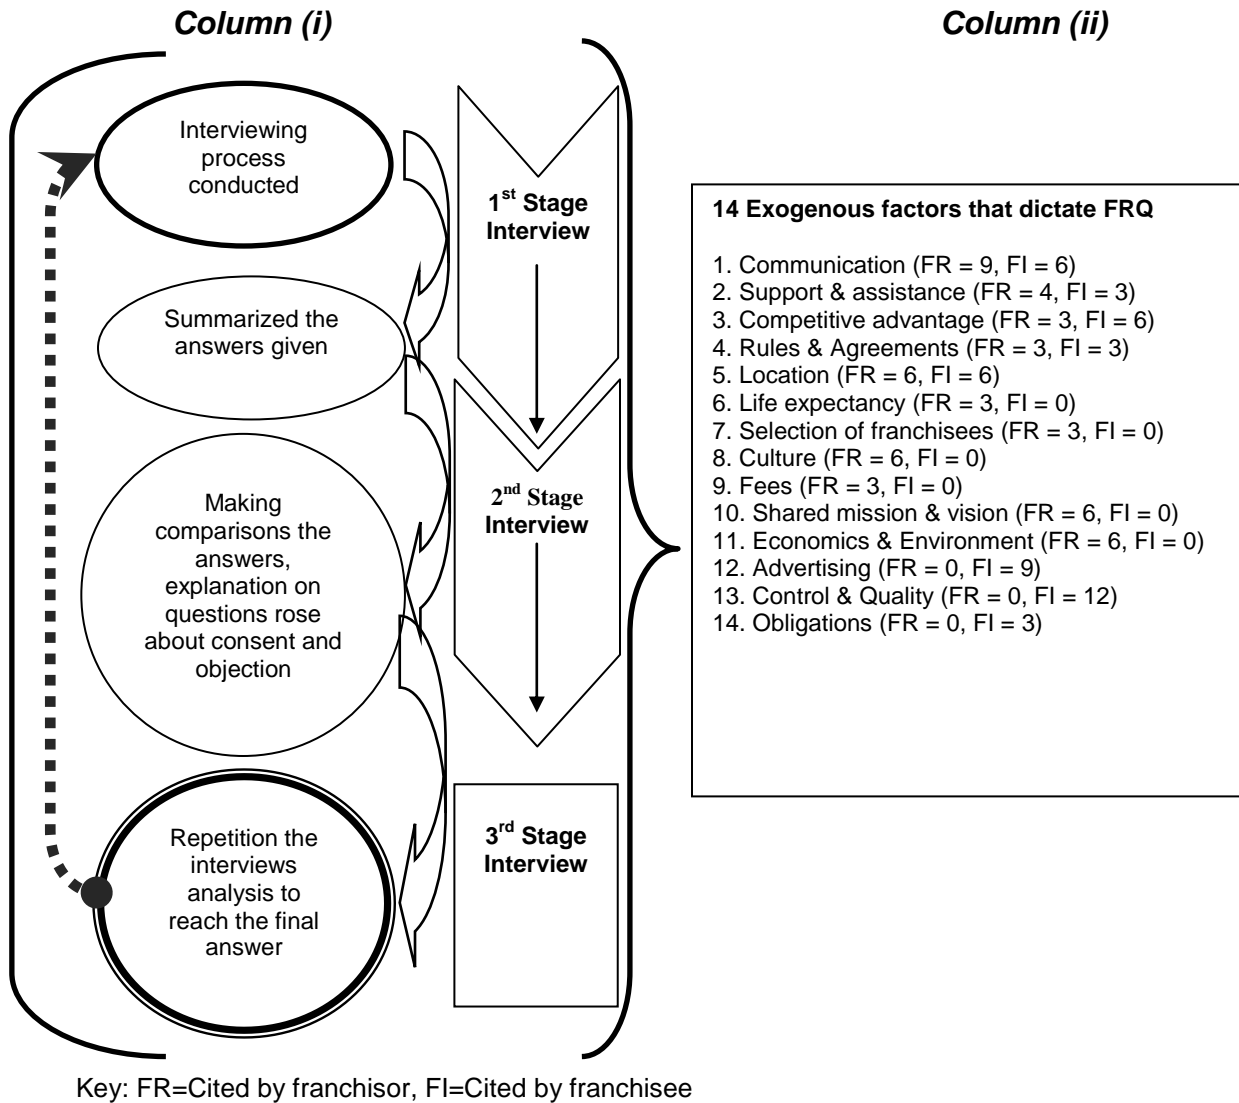 Column (i)
Column (ii)
Interviewing
process
conducted
Summarized the
answers given
Making
comparisons the
answers,
explanation on
questions rose
about consent and
objection
Repetition the
interviews
analysis to
reach the final
answer
1st Stage
Interview
2nd Stage
Interview
3rd Stage
Interview
14 Exogenous factors that dictate FRQ
1. Communication (FR = 9, FI = 6)
2. Support & assistance (FR = 4, FI = 3)
3. Competitive advantage (FR = 3, FI = 6)
4. Rules & Agreements (FR = 3, FI = 3)
5. Location (FR = 6, FI = 6)
6. Life expectancy (FR = 3, FI = 0)
7. Selection of franchisees (FR = 3, FI = 0)
8. Culture (FR = 6, FI = 0)
9. Fees (FR = 3, FI = 0)
10. Shared mission & vision (FR = 6, FI = 0)
11. Economics & Environment (FR = 6, FI = 0)
12. Advertising (FR = 0, FI = 9)
13. Control & Quality (FR = 0, FI = 12)
14. Obligations (FR = 0, FI = 3)
Key: FR=Cited by franchisor, FI=Cited by franchisee